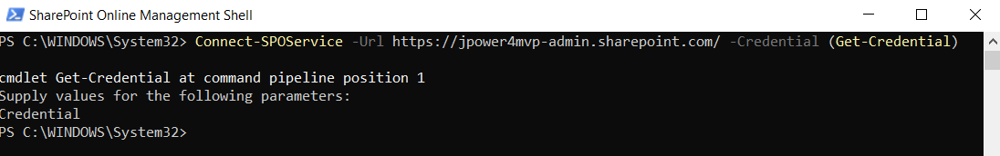 SharePoint Online Management Shell
PS C:\WINDOWS\System32> Connect-SPOService -Url https://jpower4mvp-admin.sharepoint.com/ -Credential (Get-Credential)
cmdlet Get-Credential at command pipeline position 1
Supply values for the following parameters:
Credential
PS C:\WINDOWS\System32>